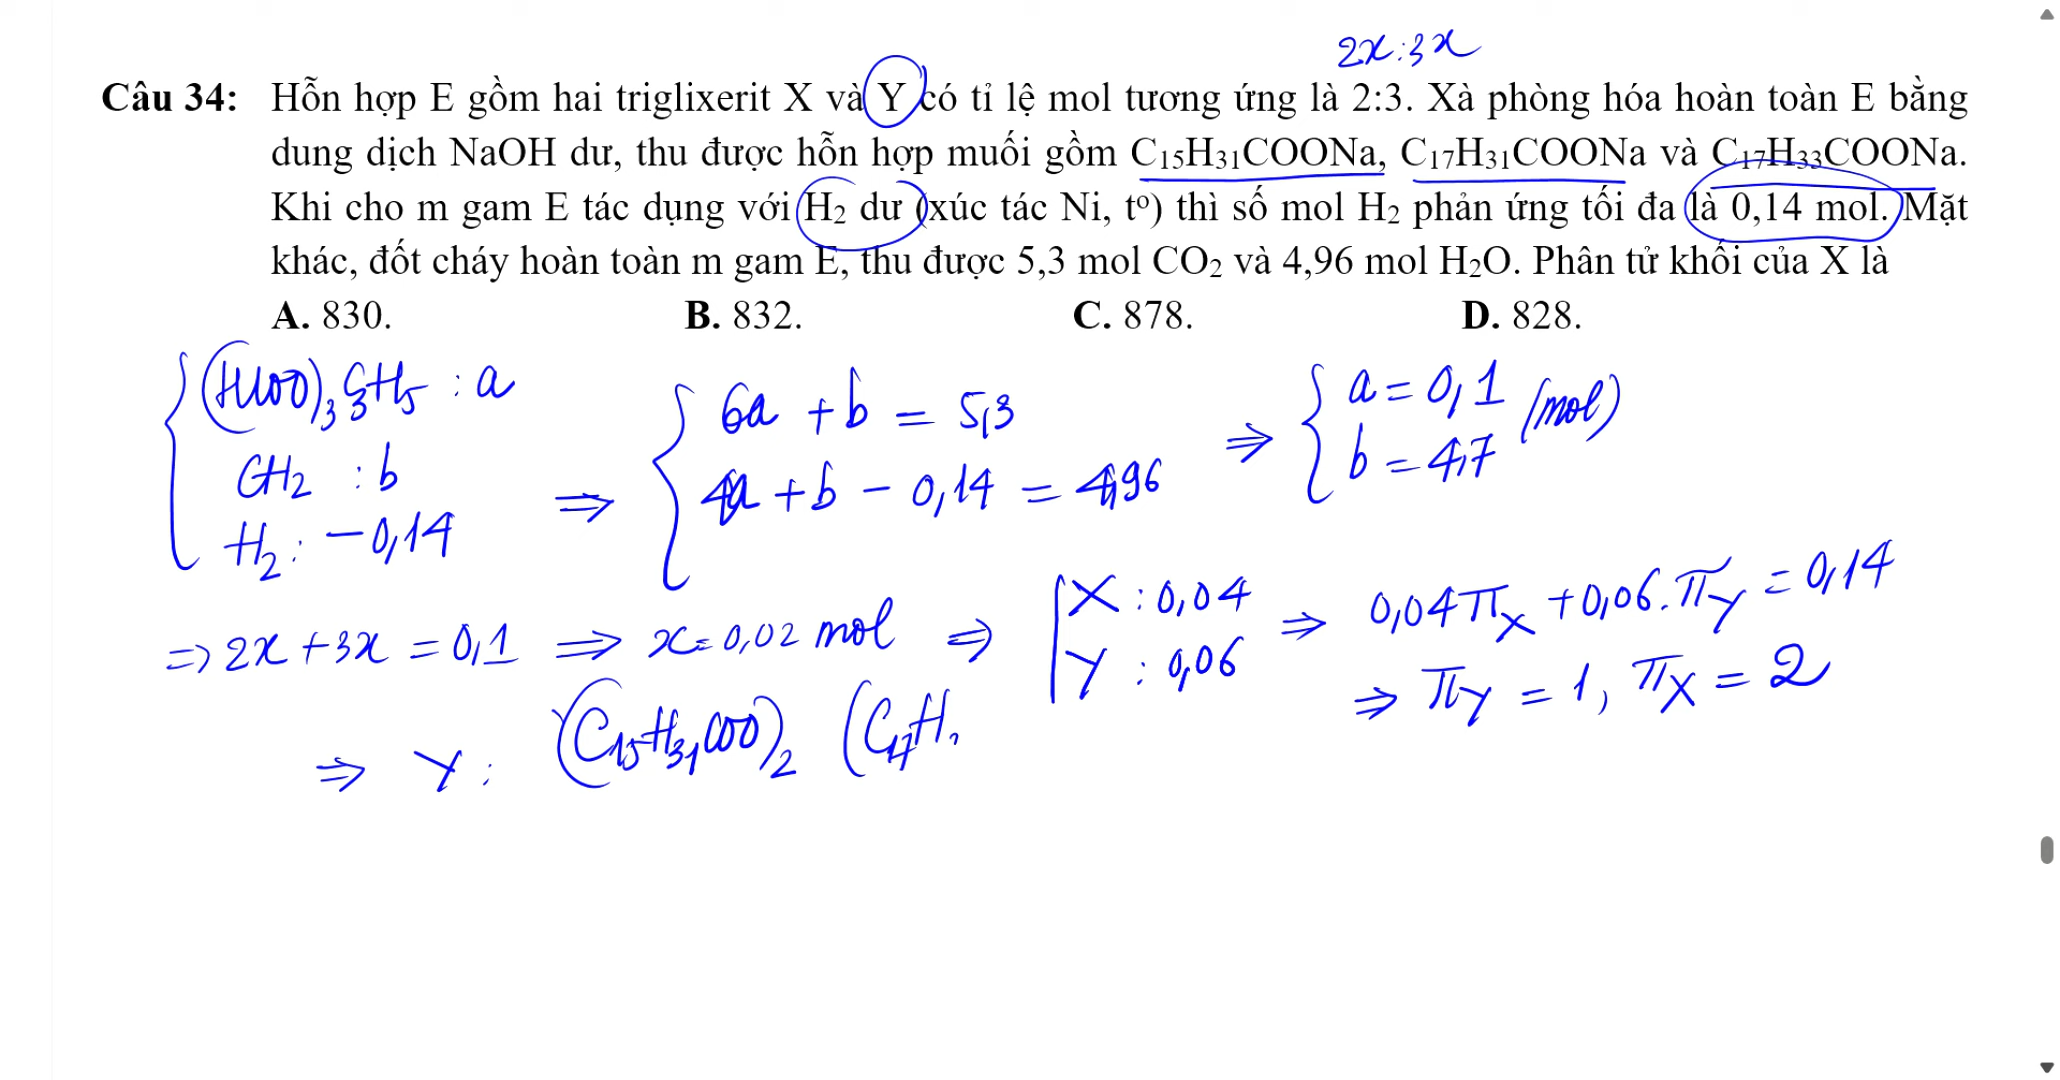 2x:3x
Câu 34: Hỗn hợp E gồm hai triglixerit X và Y có tỉ lệ mol tương ứng là 2:3. Xà phòng hóa hoàn toàn E bằng
dung dịch NaOH dư, thu được hỗn hợp muối gồm C₁₅H₃₁COONa, C₁₇H₃₁COONa và C₁₇H₃₃COONa.
Khi cho m gam E tác dụng với H₂ dư (xúc tác Ni, tº) thì số mol H₂ phản ứng tối đa là 0,14 mol. Mặt
khác, đốt cháy hoàn toàn m gam E, thu được 5,3 mol CO₂ và 4,96 mol H₂O. Phân tử khối của X là
A. 830. B. 832. C. 878. D. 828.
(HCOO)₃C₃H₅ : a
CH₂ : b
H₂ : -0,14
⇒ 6a + b = 5,3
4a + b - 0,14 = 4,96
⇒ a = 0,1
b = 4,7 (mol)
⇒ 2x + 3x = 0,1 ⇒ x = 0,02 mol ⇒ X : 0,04
Y : 0,06
⇒ 0,04πX + 0,06.πY = 0,14
⇒ πY = 1, πX = 2
⇒ Y : (C₁₅H₃₁COO)₂ (C₁₇H